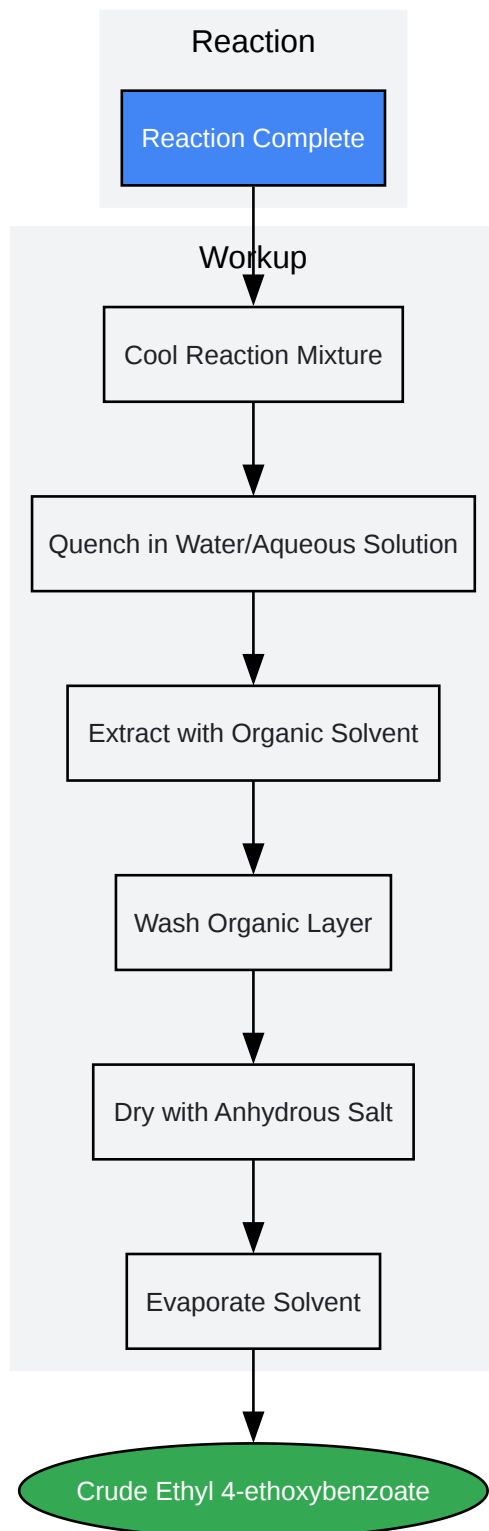 Reaction
Reaction Complete
Workup
Cool Reaction Mixture
Quench in Water/Aqueous Solution
Extract with Organic Solvent
Wash Organic Layer
Dry with Anhydrous Salt
Evaporate Solvent
Crude Ethyl 4-ethoxybenzoate